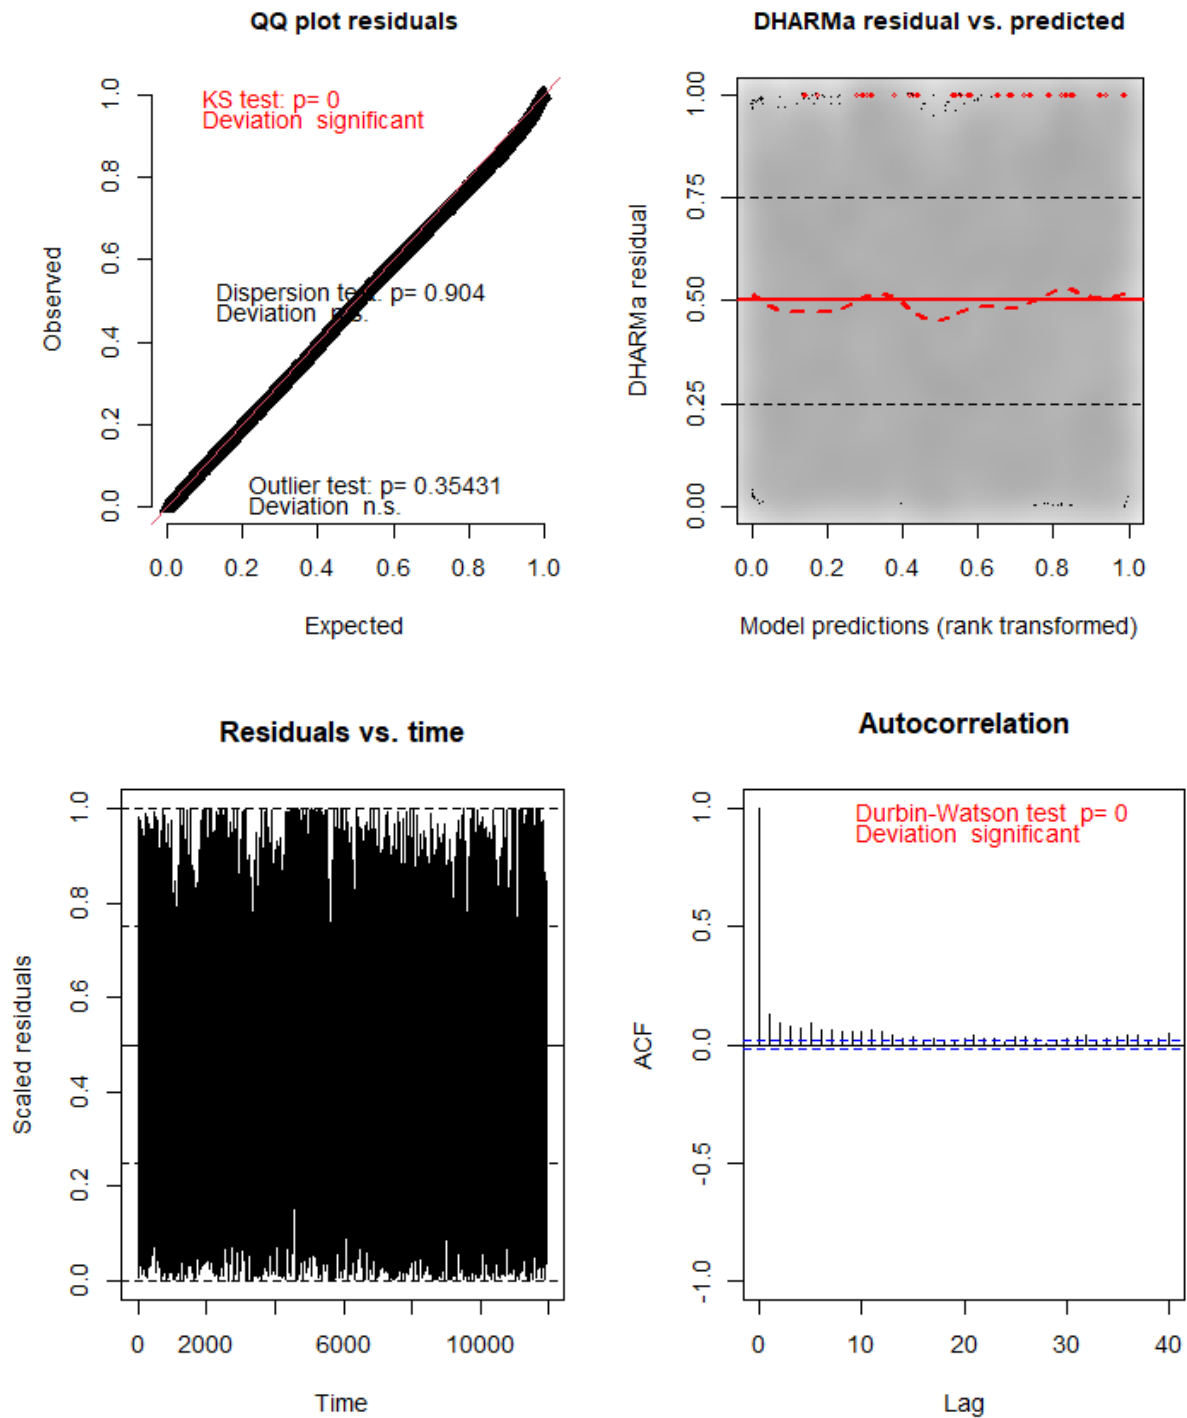 QQ plot residuals
KS test: p= 0
Deviation significant
Dispersion test: p= 0.904
Deviation n.s.
Outlier test: p= 0.35431
Deviation n.s.
Observed
0.0 0.2 0.4 0.6 0.8 1.0
0.0 0.2 0.4 0.6 0.8 1.0
Expected
DHARMa residual vs. predicted
DHARMa residual
0.00 0.25 0.50 0.75 1.00
0.0 0.2 0.4 0.6 0.8 1.0
Model predictions (rank transformed)
Residuals vs. time
Scaled residuals
0.0 0.2 0.4 0.6 0.8 1.0
0 2000 6000 10000
Time
Autocorrelation
Durbin-Watson test p= 0
Deviation significant
ACF
-1.0 -0.5 0.0 0.5 1.0
0 10 20 30 40
Lag